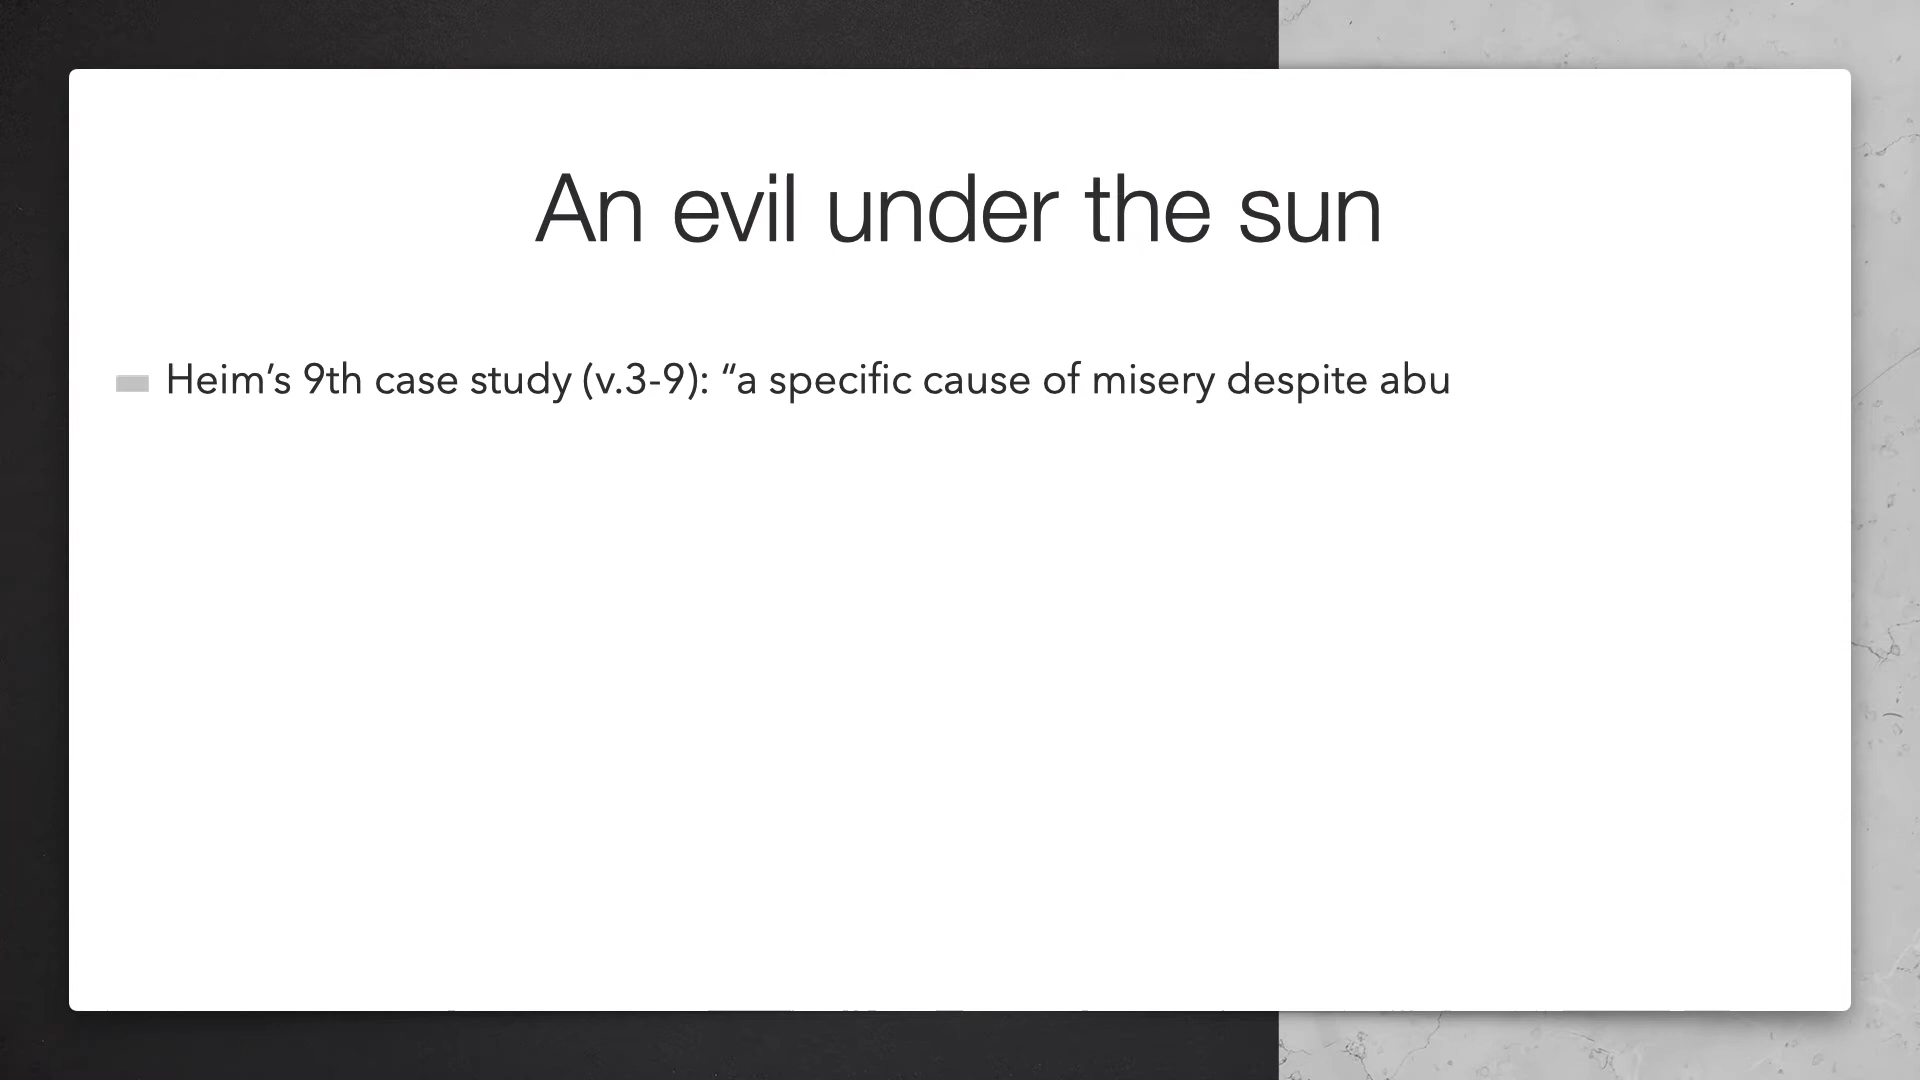 An evil under the sun
Heim’s 9th case study (v.3-9): “a specific cause of misery despite abu